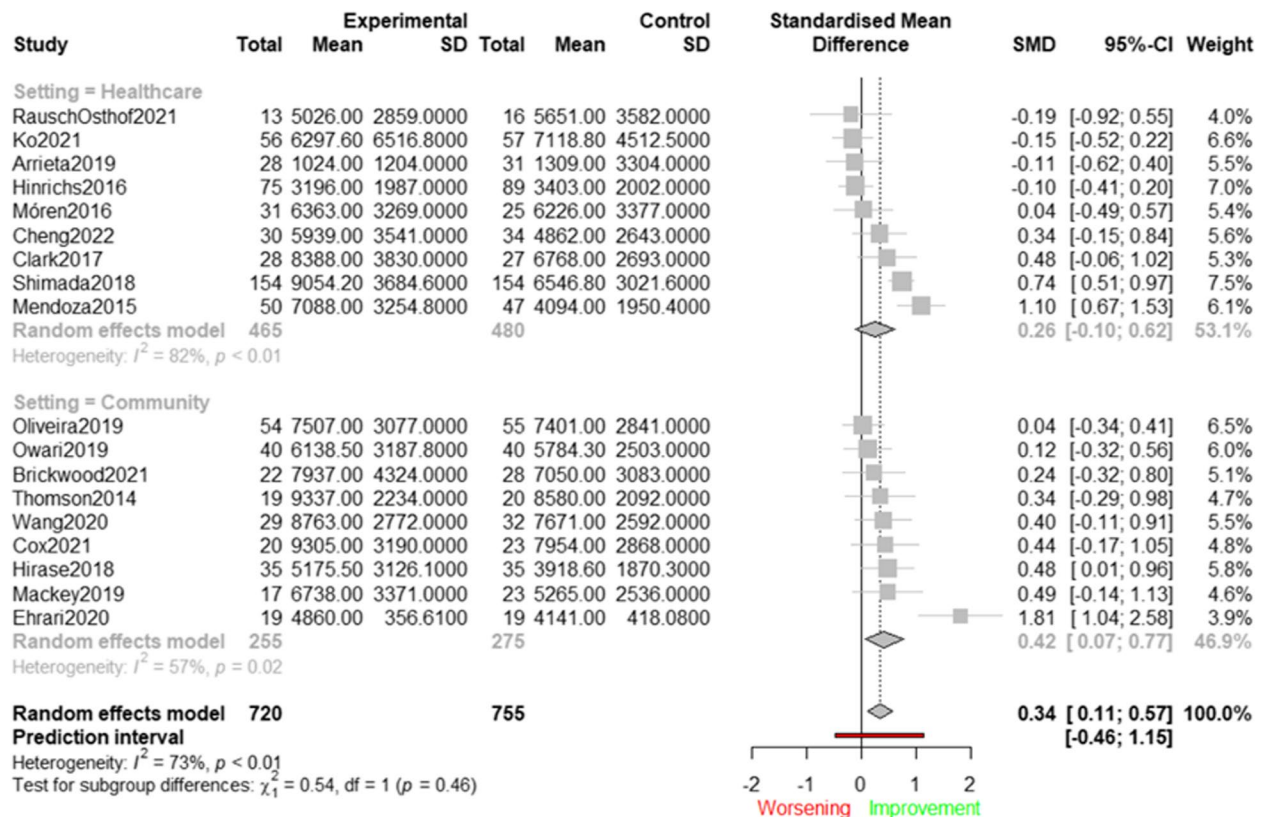 Experimental Control Standardised Mean
Study Total Mean SD Total Mean SD Difference SMD 95%-CI Weight
Setting = Healthcare
RauschOsthof2021 13 5026.00 2859.0000 16 5651.00 3582.0000 -0.19 [-0.92; 0.55] 4.0%
Ko2021 56 6297.60 6516.8000 57 7118.80 4512.5000 -0.15 [-0.52; 0.22] 6.6%
Arrieta2019 28 1024.00 1204.0000 31 1309.00 3304.0000 -0.11 [-0.62; 0.40] 5.5%
Hinrichs2016 75 3196.00 1987.0000 89 3403.00 2002.0000 -0.10 [-0.41; 0.20] 7.0%
Móren2016 31 6363.00 3269.0000 25 6226.00 3377.0000 0.04 [-0.49; 0.57] 5.4%
Cheng2022 30 5939.00 3541.0000 34 4862.00 2643.0000 0.34 [-0.15; 0.84] 5.6%
Clark2017 28 8388.00 3830.0000 27 6768.00 2693.0000 0.48 [-0.06; 1.02] 5.3%
Shimada2018 154 9054.20 3684.6000 154 6546.80 3021.6000 0.74 [0.51; 0.97] 7.5%
Mendoza2015 50 7088.00 3254.8000 47 4094.00 1950.4000 1.10 [ 0.67; 1.53] 6.1%
Random effects model 465 480 0.26 [-0.10; 0.62] 53.1%
Heterogeneity: I² = 82%, p < 0.01
Setting = Community
Oliveira2019 54 7507.00 3077.0000 55 7401.00 2841.0000 0.04 [-0.34; 0.41] 6.5%
Owari2019 40 6138.50 3187.8000 40 5784.30 2503.0000 0.12 [-0.32; 0.56] 6.1%
Brickwood2021 22 7937.00 4324.0000 28 7050.00 3083.0000 0.24 [-0.32; 0.80] 5.1%
Thomson2014 19 9337.00 2234.0000 20 8580.00 2092.0000 0.34 [-0.29; 0.98] 4.7%
Wang2020 29 8763.00 2772.0000 32 7671.00 2592.0000 0.40 [-0.11; 0.91] 5.5%
Cox2021 20 9305.00 3190.0000 23 7954.00 2868.0000 0.44 [-0.17; 1.05] 4.8%
Hirase2018 35 5175.50 3126.1000 35 3918.60 1870.3000 0.48 [ 0.01; 0.96] 5.8%
Mackey2019 17 6738.00 3371.0000 23 5265.00 2536.0000 0.49 [-0.14; 1.13] 4.6%
Ehrari2020 19 4860.00 356.6100 19 4141.00 418.0800 1.81 [ 1.04; 2.58] 3.9%
Random effects model 255 275 0.42 [ 0.07; 0.77] 46.9%
Heterogeneity: I² = 57%, p = 0.02
Random effects model 720 755 0.34 [ 0.11; 0.57] 100.0%
Prediction interval [-0.46; 1.15]
Heterogeneity: I² = 73%, p < 0.01
Test for subgroup differences: χ₁² = 0.54, df = 1 (p = 0.46)
-2 -1 0 1 2
Worsening Improvement